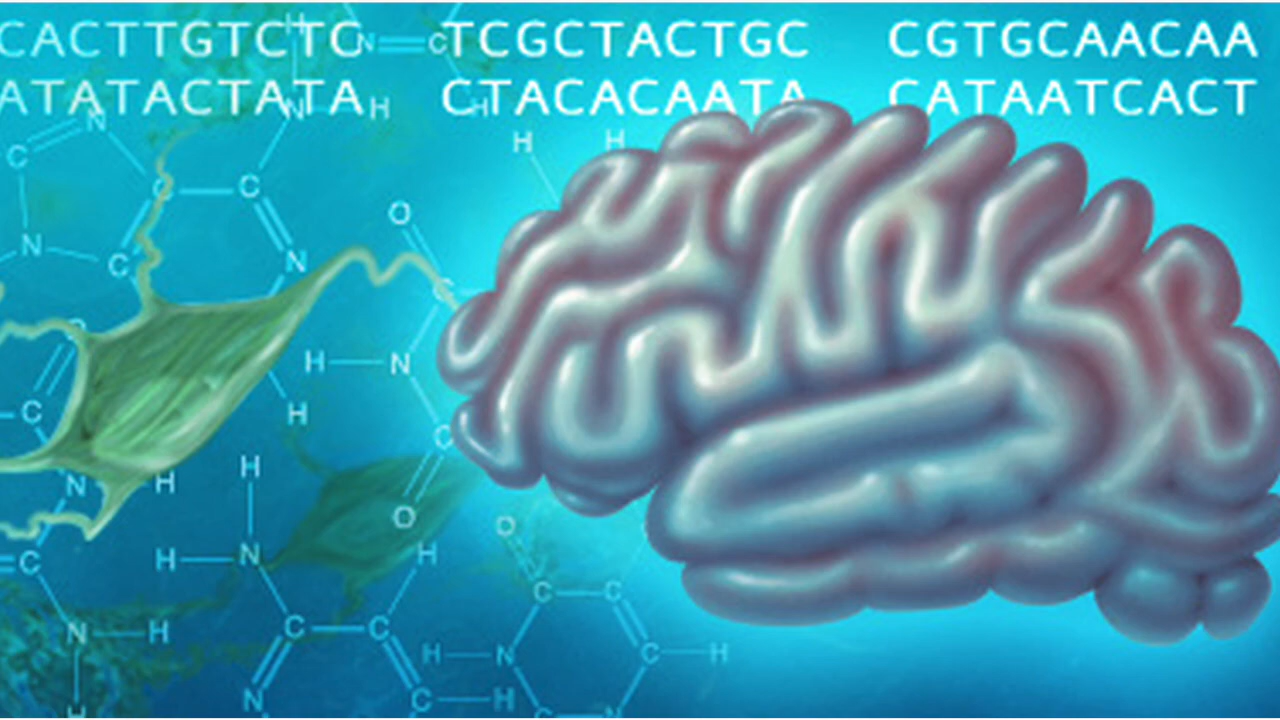 CACTTGTCTC TCGCTACTGC CGTGCAACAA
ATATACTATA CTACACAATA CATAATCACT
H
N C
N H H
N
H H
C
C C
O
N C N
C
H N
C H
C
N H
H
O O
H N H
C
C C
N H
C C
H N C H
N C H
H C N